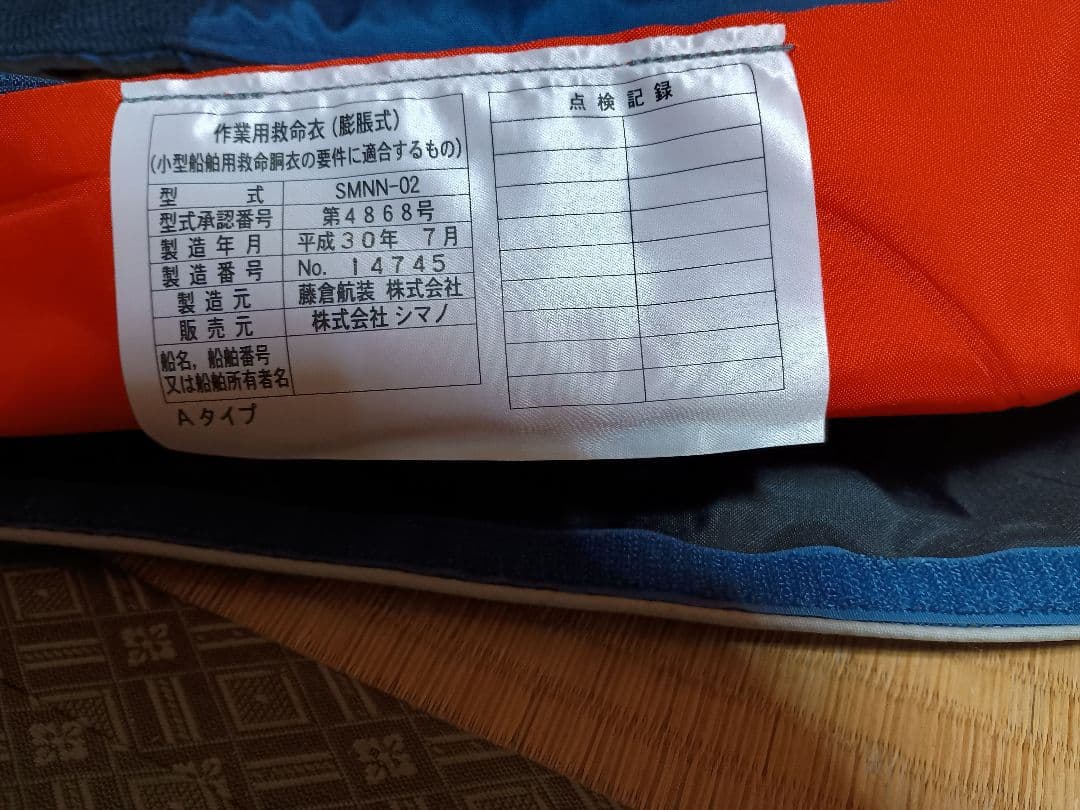 作業用救命衣(膨脹式)
(小型船舶用救命胴衣の要件に適合するもの)
型 式 SMNN-02
型式承認番号 第4868号
製造年月 平成30年 7月
製造番号 No. 14745
製造元 藤倉航装 株式会社
販売元 株式会社 シマノ
船名, 船舶番号
又は船舶所有者名
Aタイプ
点検記録